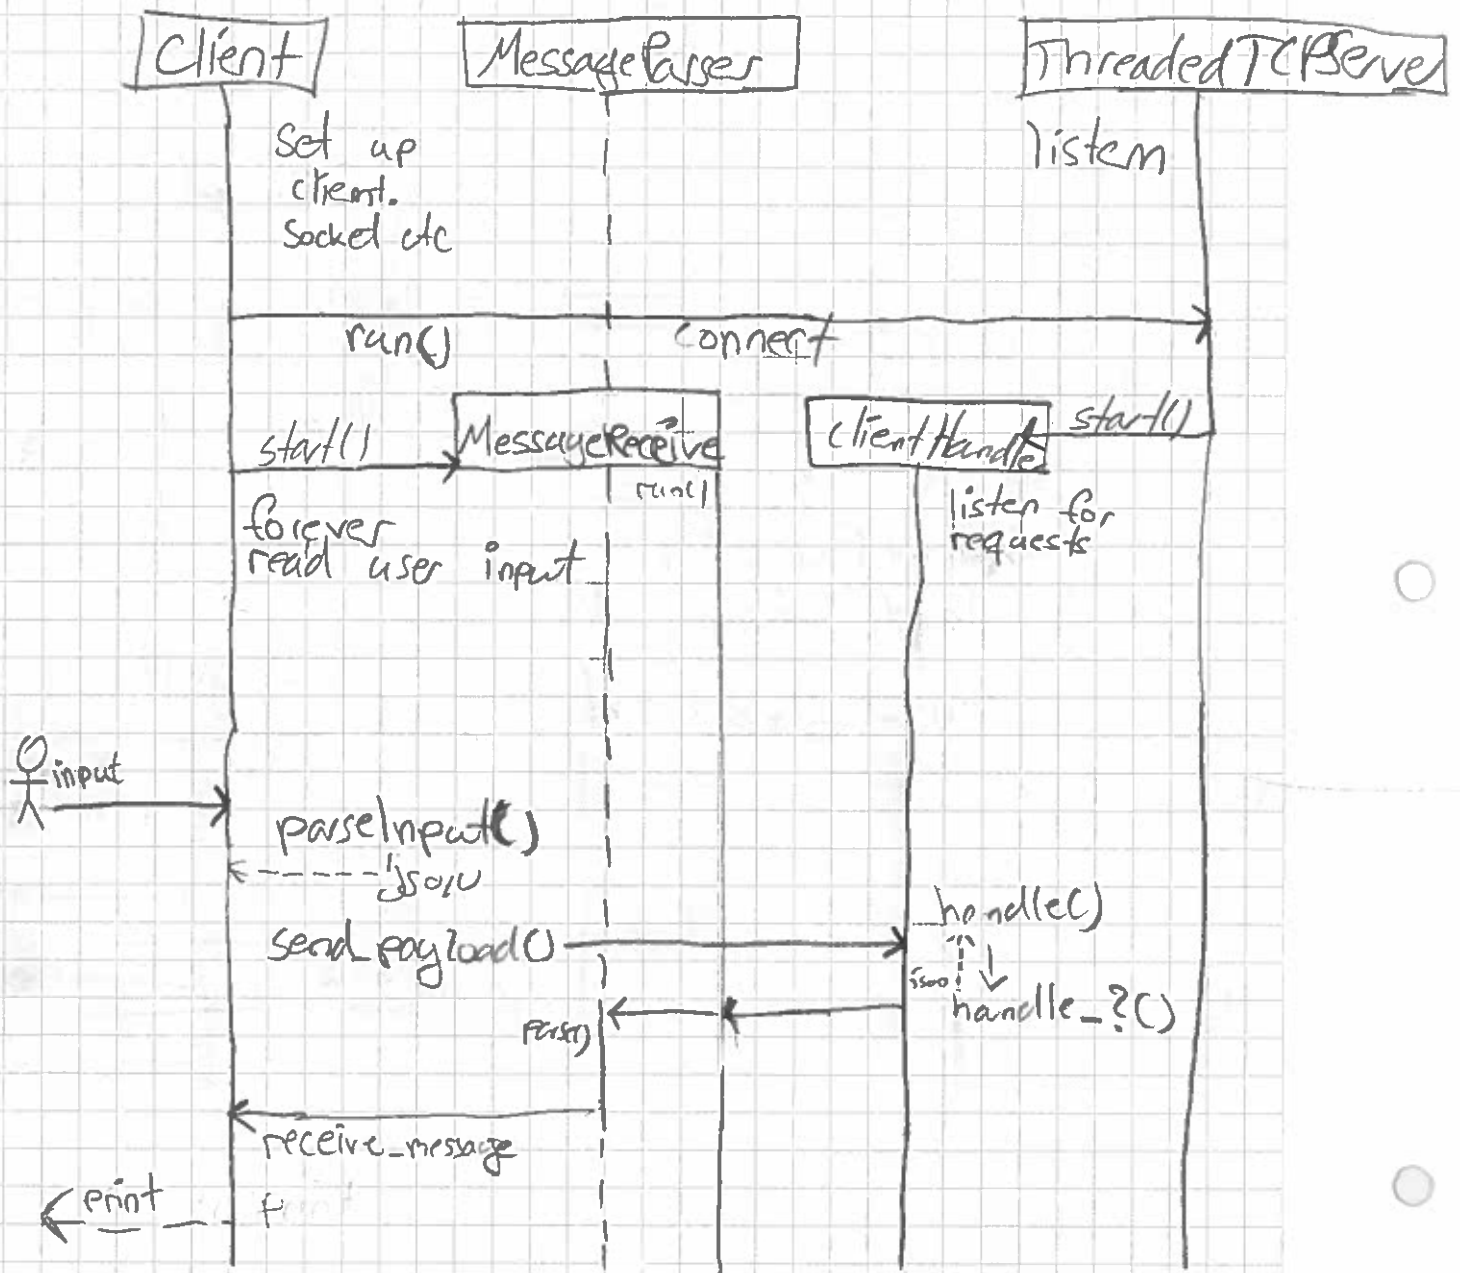 Client
MessageParser
ThreadedTCPServer
Set up
client.
Socked etc
listen
run()
connect
start()
MessageReceive
ClientHandle
start()
run()
listen for
requests
forever
read user input
input
parseInput()
json
handle()
send_payload()
json
handle_?()
parse()
receive_message
print